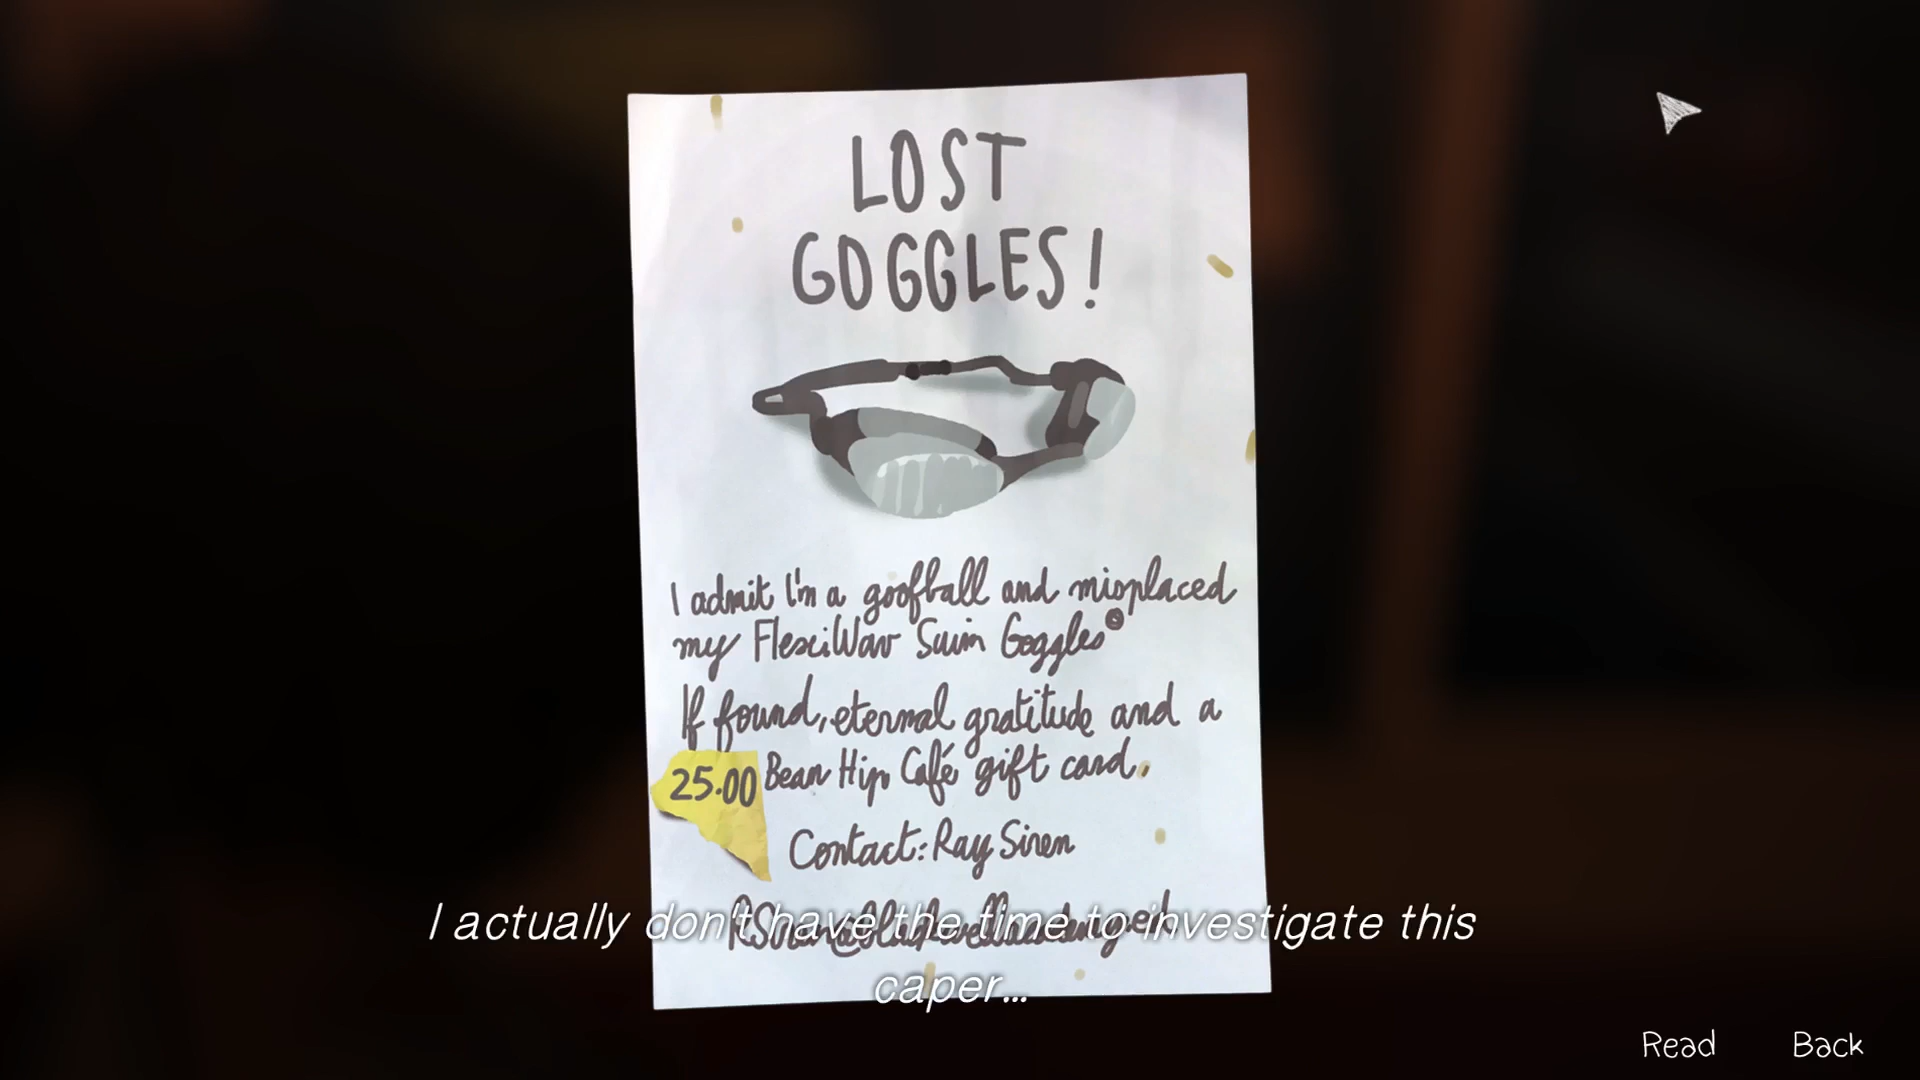 LOST
GOGGLES!
I admit I'm a goofball and misplaced
my FlexiWav Swim Goggles®
If found, eternal gratitude and a
25.00 Bean Hip Café gift card.
Contact: Ray Siren
I actually don't have the time to investigate this
caper...
Read Back